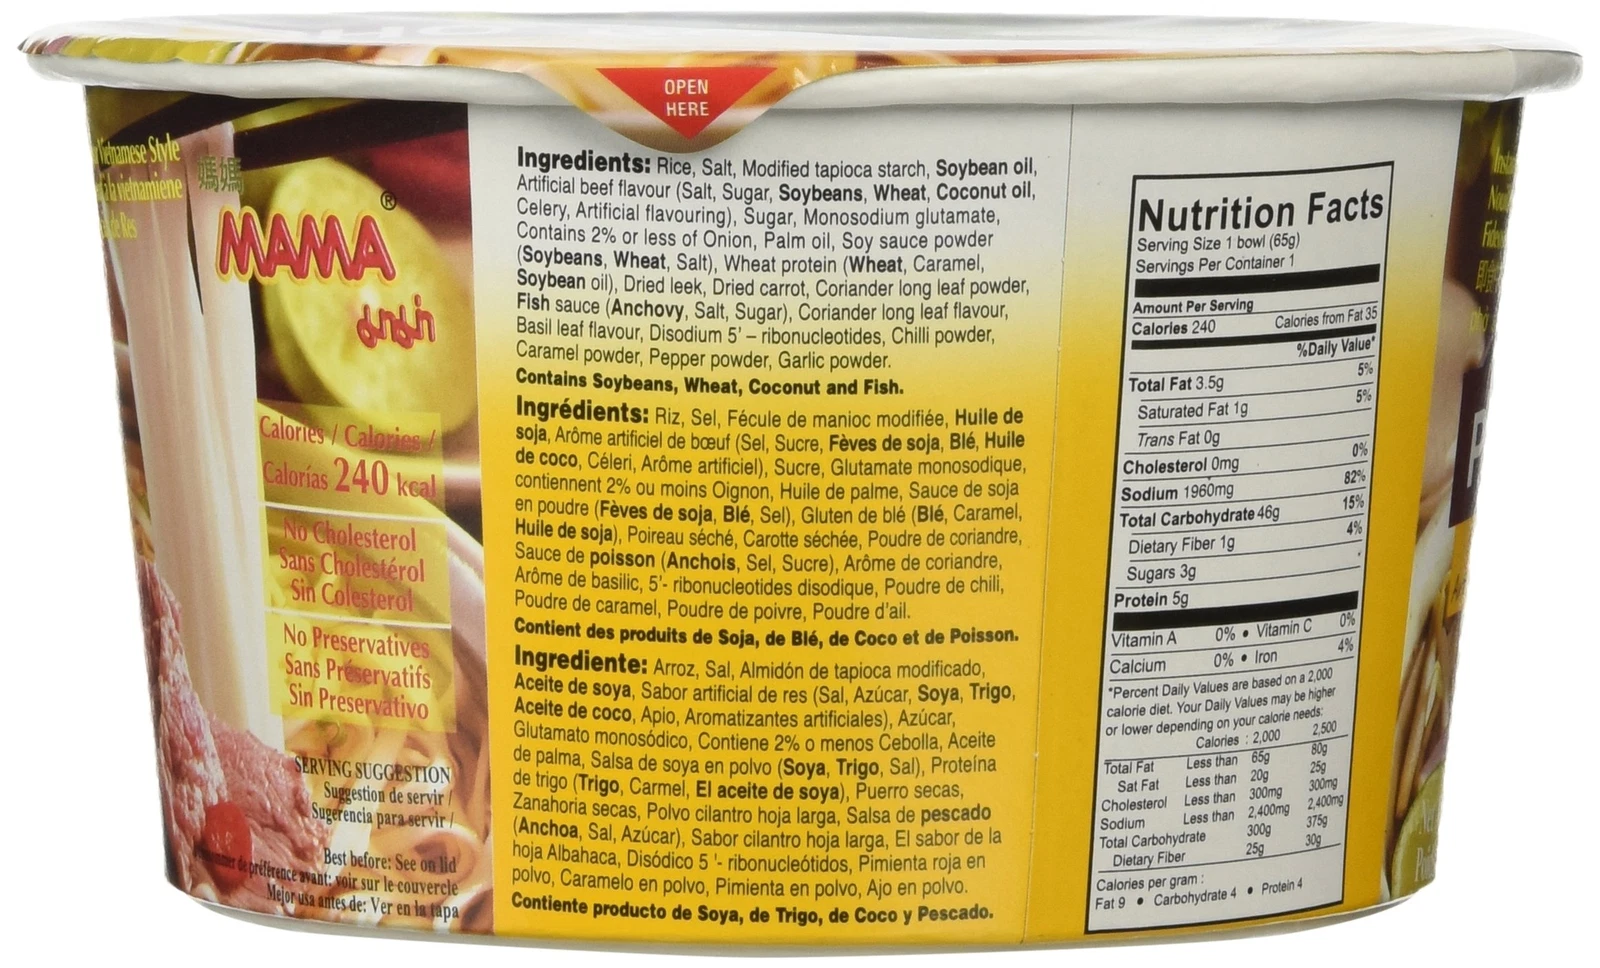 OPEN
HERE
Vietnamese Style
à la vietnamiene
de Res
媽媽
MAMA
®
มาม่า
Calories / Calories /
Calorías 240 kcal
No Cholesterol
Sans Cholestérol
Sin Colesterol
No Preservatives
Sans Préservatifs
Sin Preservativo
SERVING SUGGESTION
Suggestion de servir /
Sugerencia para servir /
Best before: See on lid
de préférence avant: voir sur le couvercle
Mejor usa antes de: Ver en la tapa
Ingredients: Rice, Salt, Modified tapioca starch, Soybean oil,
Artificial beef flavour (Salt, Sugar, Soybeans, Wheat, Coconut oil,
Celery, Artificial flavouring), Sugar, Monosodium glutamate,
Contains 2% or less of Onion, Palm oil, Soy sauce powder
(Soybeans, Wheat, Salt), Wheat protein (Wheat, Caramel,
Soybean oil), Dried leek, Dried carrot, Coriander long leaf powder,
Fish sauce (Anchovy, Salt, Sugar), Coriander long leaf flavour,
Basil leaf flavour, Disodium 5' – ribonucleotides, Chilli powder,
Caramel powder, Pepper powder, Garlic powder.
Contains Soybeans, Wheat, Coconut and Fish.
Ingrédients: Riz, Sel, Fécule de manioc modifiée, Huile de
soja, Arôme artificiel de bœuf (Sel, Sucre, Fèves de soja, Blé, Huile
de coco, Céleri, Arôme artificiel), Sucre, Glutamate monosodique,
contiennent 2% ou moins Oignon, Huile de palme, Sauce de soja
en poudre (Fèves de soja, Blé, Sel), Gluten de blé (Blé, Caramel,
Huile de soja), Poireau séché, Carotte séchée, Poudre de coriandre,
Sauce de poisson (Anchois, Sel, Sucre), Arôme de coriandre,
Arôme de basilic, 5'- ribonucleotides disodique, Poudre de chili,
Poudre de caramel, Poudre de poivre, Poudre d'ail.
Contient des produits de Soja, de Blé, de Coco et de Poisson.
Ingrediente: Arroz, Sal, Almidón de tapioca modificado,
Aceite de soya, Sabor artificial de res (Sal, Azúcar, Soya, Trigo,
Aceite de coco, Apio, Aromatizantes artificiales), Azúcar,
Glutamato monosódico, Contiene 2% o menos Cebolla, Aceite
de palma, Salsa de soya en polvo (Soya, Trigo, Sal), Proteína
de trigo (Trigo, Carmel, El aceite de soya), Puerro secas,
Zanahoria secas, Polvo cilantro hoja larga, Salsa de pescado
(Anchoa, Sal, Azúcar), Sabor cilantro hoja larga, El sabor de la
hoja Albahaca, Disódico 5 '- ribonucleótidos, Pimienta roja en
polvo, Caramelo en polvo, Pimienta en polvo, Ajo en polvo.
Contiente producto de Soya, de Trigo, de Coco y Pescado.
Nutrition Facts
Serving Size 1 bowl (65g)
Servings Per Container 1
Amount Per Serving
Calories 240 Calories from Fat 35
%Daily Value*
Total Fat 3.5g 5%
Saturated Fat 1g 5%
Trans Fat 0g
Cholesterol 0mg 0%
Sodium 1960mg 82%
Total Carbohydrate 46g 15%
Dietary Fiber 1g 4%
Sugars 3g
Protein 5g
Vitamin A 0% • Vitamin C 0%
Calcium 0% • Iron 4%
*Percent Daily Values are based on a 2,000
calorie diet. Your Daily Values may be higher
or lower depending on your calorie needs:
Calories : 2,000 2,500
Total Fat Less than 65g 80g
Sat Fat Less than 20g 25g
Cholesterol Less than 300mg 300mg
Sodium Less than 2,400mg 2,400mg
Total Carbohydrate 300g 375g
Dietary Fiber 25g 30g
Calories per gram :
Fat 9 • Carbohydrate 4 • Protein 4